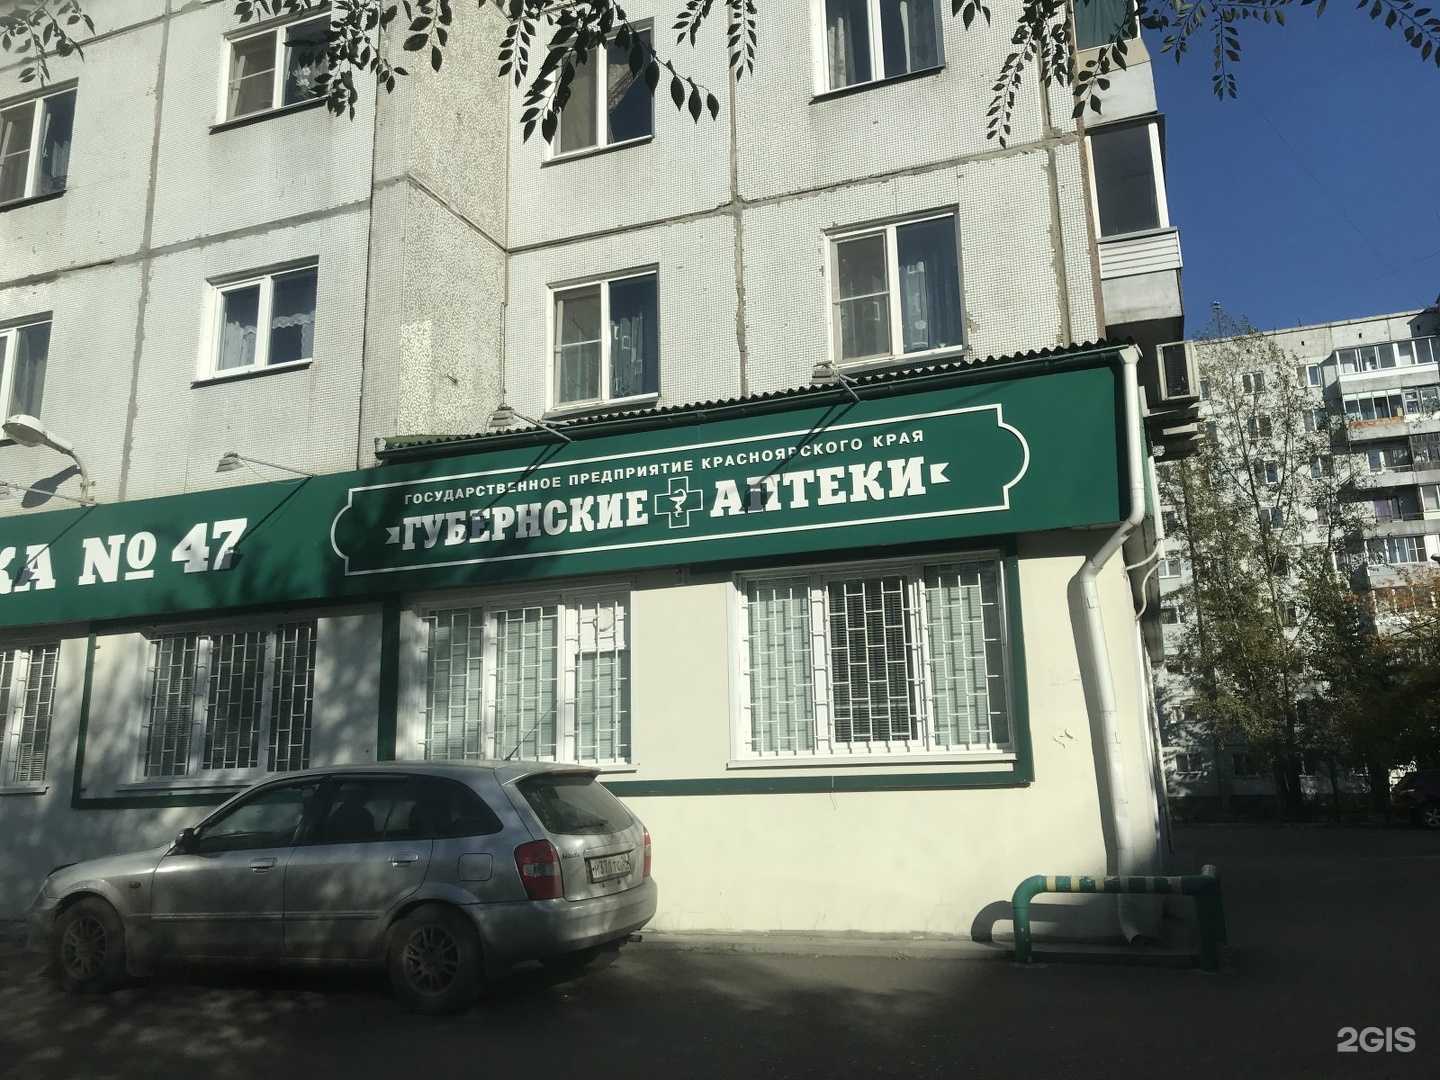 КА № 47
ГОСУДАРСТВЕННОЕ ПРЕДПРИЯТИЕ КРАСНОЯРСКОГО КРАЯ
ГУБЕРНСКИЕ АПТЕКИ
2GIS